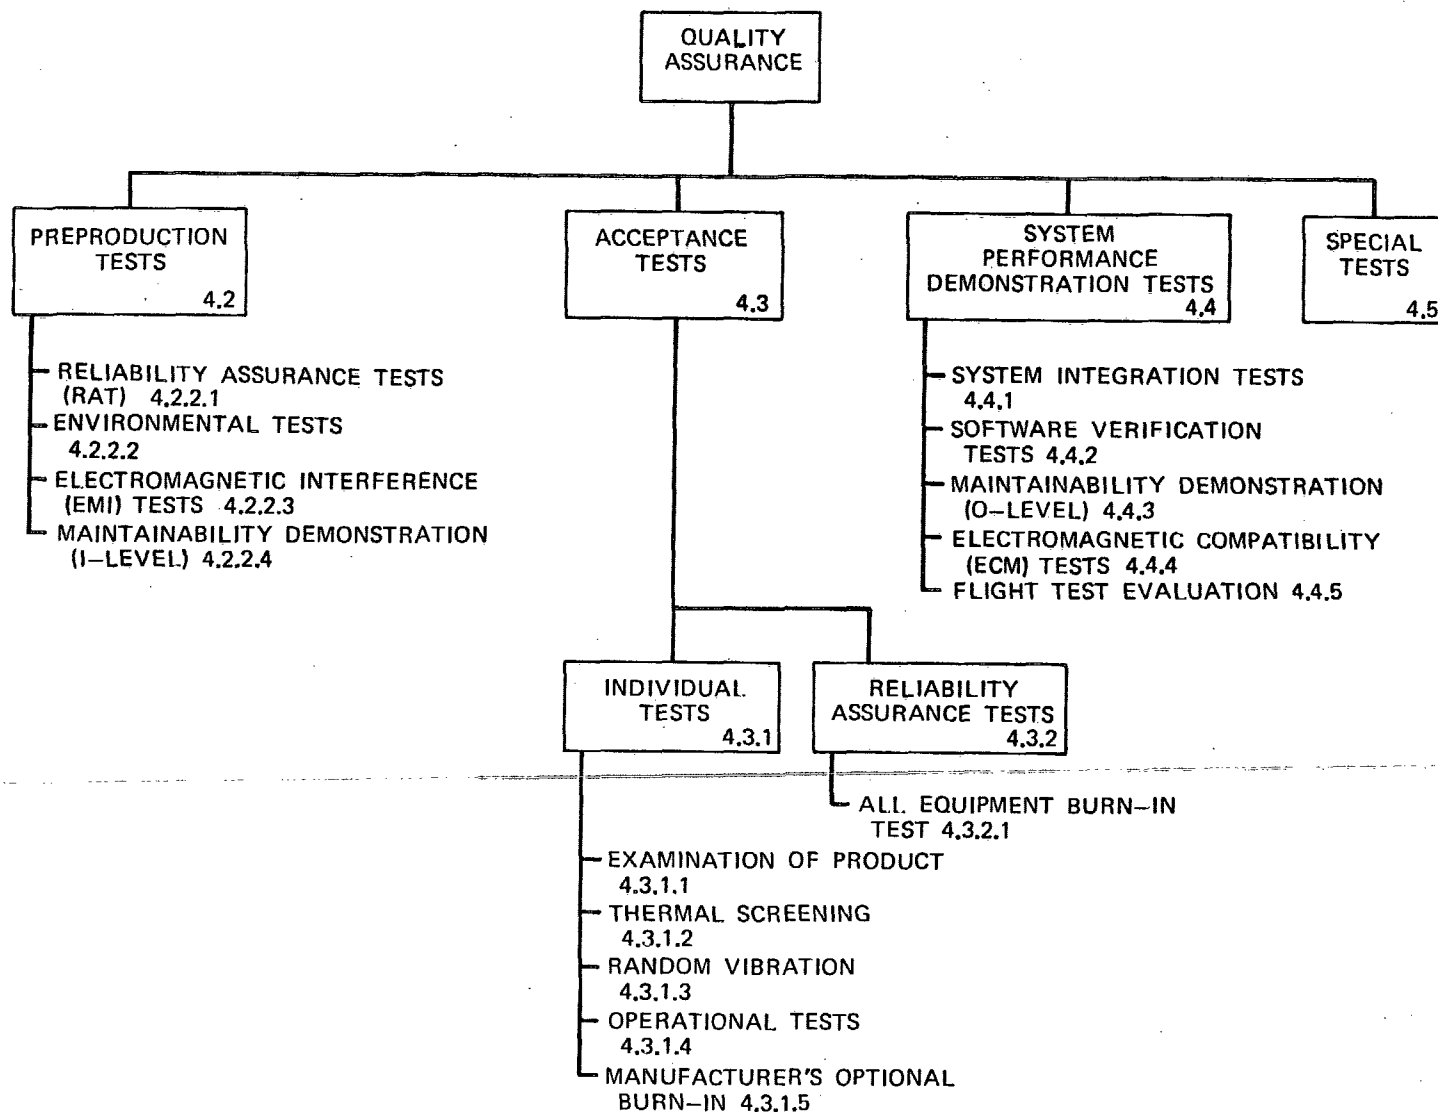 QUALITY
ASSURANCE
PREPRODUCTION
TESTS
4.2
ACCEPTANCE
TESTS
4.3
SYSTEM
PERFORMANCE
DEMONSTRATION TESTS
4.4
SPECIAL
TESTS
4.5
RELIABILITY ASSURANCE TESTS
(RAT) 4.2.2.1
ENVIRONMENTAL TESTS
4.2.2.2
ELECTROMAGNETIC INTERFERENCE
(EMI) TESTS 4.2.2.3
MAINTAINABILITY DEMONSTRATION
(I-LEVEL) 4.2.2.4
SYSTEM INTEGRATION TESTS
4.4.1
SOFTWARE VERIFICATION
TESTS 4.4.2
MAINTAINABILITY DEMONSTRATION
(O-LEVEL) 4.4.3
ELECTROMAGNETIC COMPATIBILITY
(ECM) TESTS 4.4.4
FLIGHT TEST EVALUATION 4.4.5
INDIVIDUAL
TESTS
4.3.1
RELIABILITY
ASSURANCE TESTS
4.3.2
ALL EQUIPMENT BURN-IN
TEST 4.3.2.1
EXAMINATION OF PRODUCT
4.3.1.1
THERMAL SCREENING
4.3.1.2
RANDOM VIBRATION
4.3.1.3
OPERATIONAL TESTS
4.3.1.4
MANUFACTURER'S OPTIONAL
BURN-IN 4.3.1.5